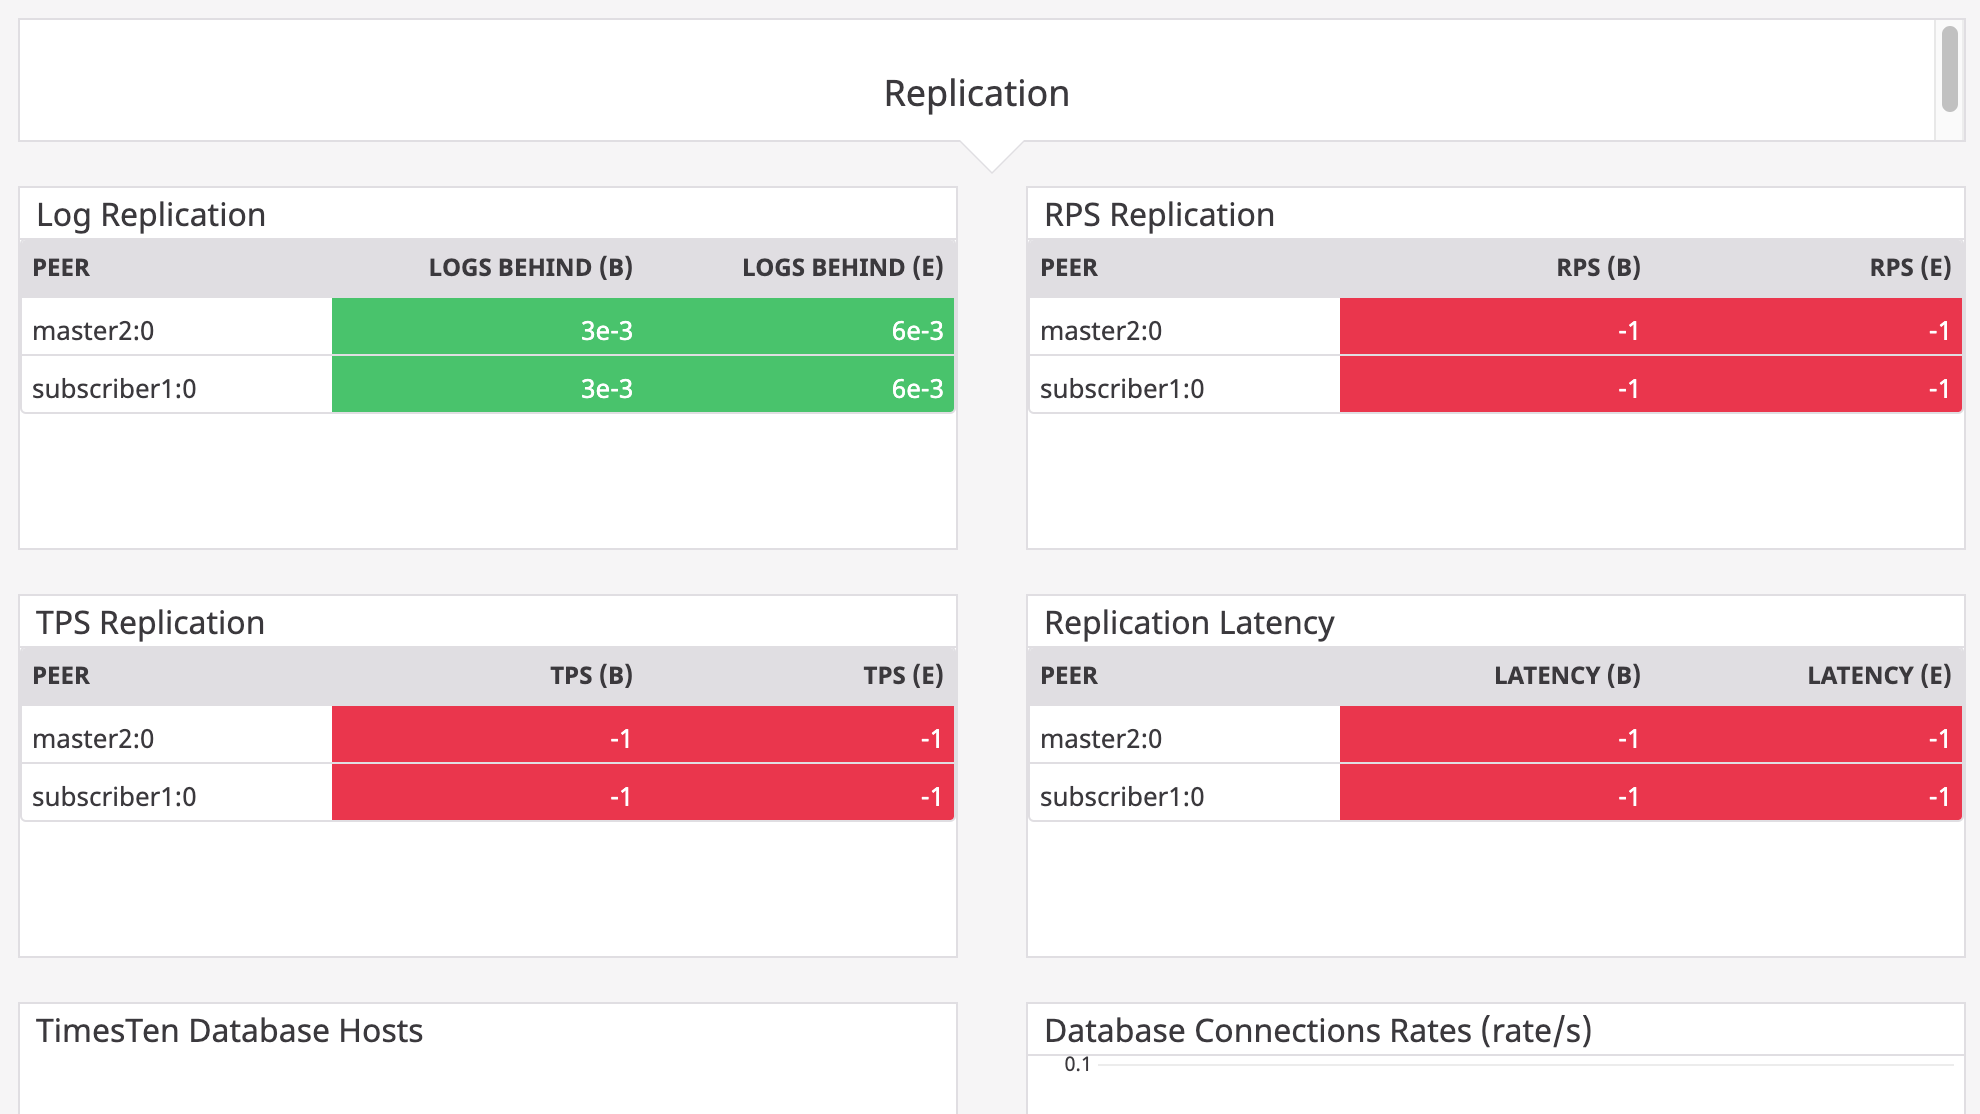 Replication
Log Replication
PEER LOGS BEHIND (B) LOGS BEHIND (E)
master2:0 3e-3 6e-3
subscriber1:0 3e-3 6e-3
RPS Replication
PEER RPS (B) RPS (E)
master2:0 -1 -1
subscriber1:0 -1 -1
TPS Replication
PEER TPS (B) TPS (E)
master2:0 -1 -1
subscriber1:0 -1 -1
Replication Latency
PEER LATENCY (B) LATENCY (E)
master2:0 -1 -1
subscriber1:0 -1 -1
TimesTen Database Hosts
Database Connections Rates (rate/s)
0.1